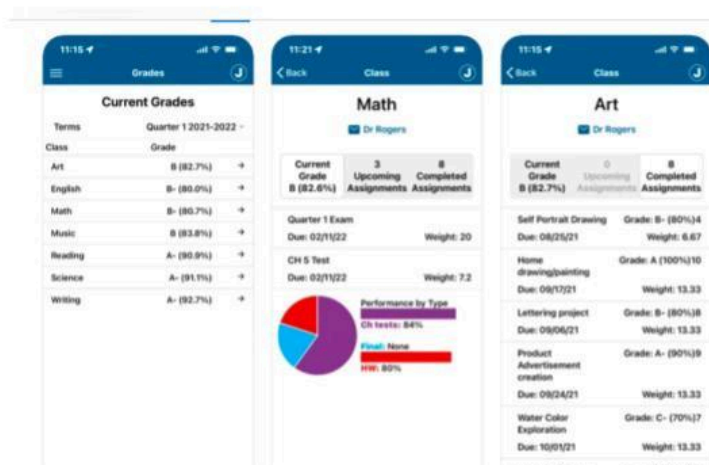 11:15
Grades
J
Current Grades
Terms Quarter 1 2021-2022
Class Grade
Art B (82.7%)
English B- (80.0%)
Math B- (80.7%)
Music B (83.8%)
Reading A- (90.9%)
Science A- (91.1%)
Writing A- (92.7%)
11:21
Back Class J
Math
Dr Rogers
Current Grade B (82.6%)
3 Upcoming Assignments
8 Completed Assignments
Quarter 1 Exam
Due: 02/11/22 Weight: 20
CH 5 Test
Due: 02/11/22 Weight: 7.2
Performance by Type
Ch tests: 84%
Final: None
HW: 80%
11:15
Back Class J
Art
Dr Rogers
Current Grade B (82.7%)
0 Upcoming Assignments
8 Completed Assignments
Self Portrait Drawing Grade: B- (80%)4
Due: 08/25/21 Weight: 6.67
Home drawing/painting Grade: A (100%)10
Due: 09/17/21 Weight: 13.33
Lettering project Grade: B- (80%)8
Due: 09/06/21 Weight: 13.33
Product Advertisement creation Grade: A- (90%)9
Due: 09/24/21 Weight: 13.33
Water Color Exploration Grade: C- (70%)7
Due: 10/01/21 Weight: 13.33